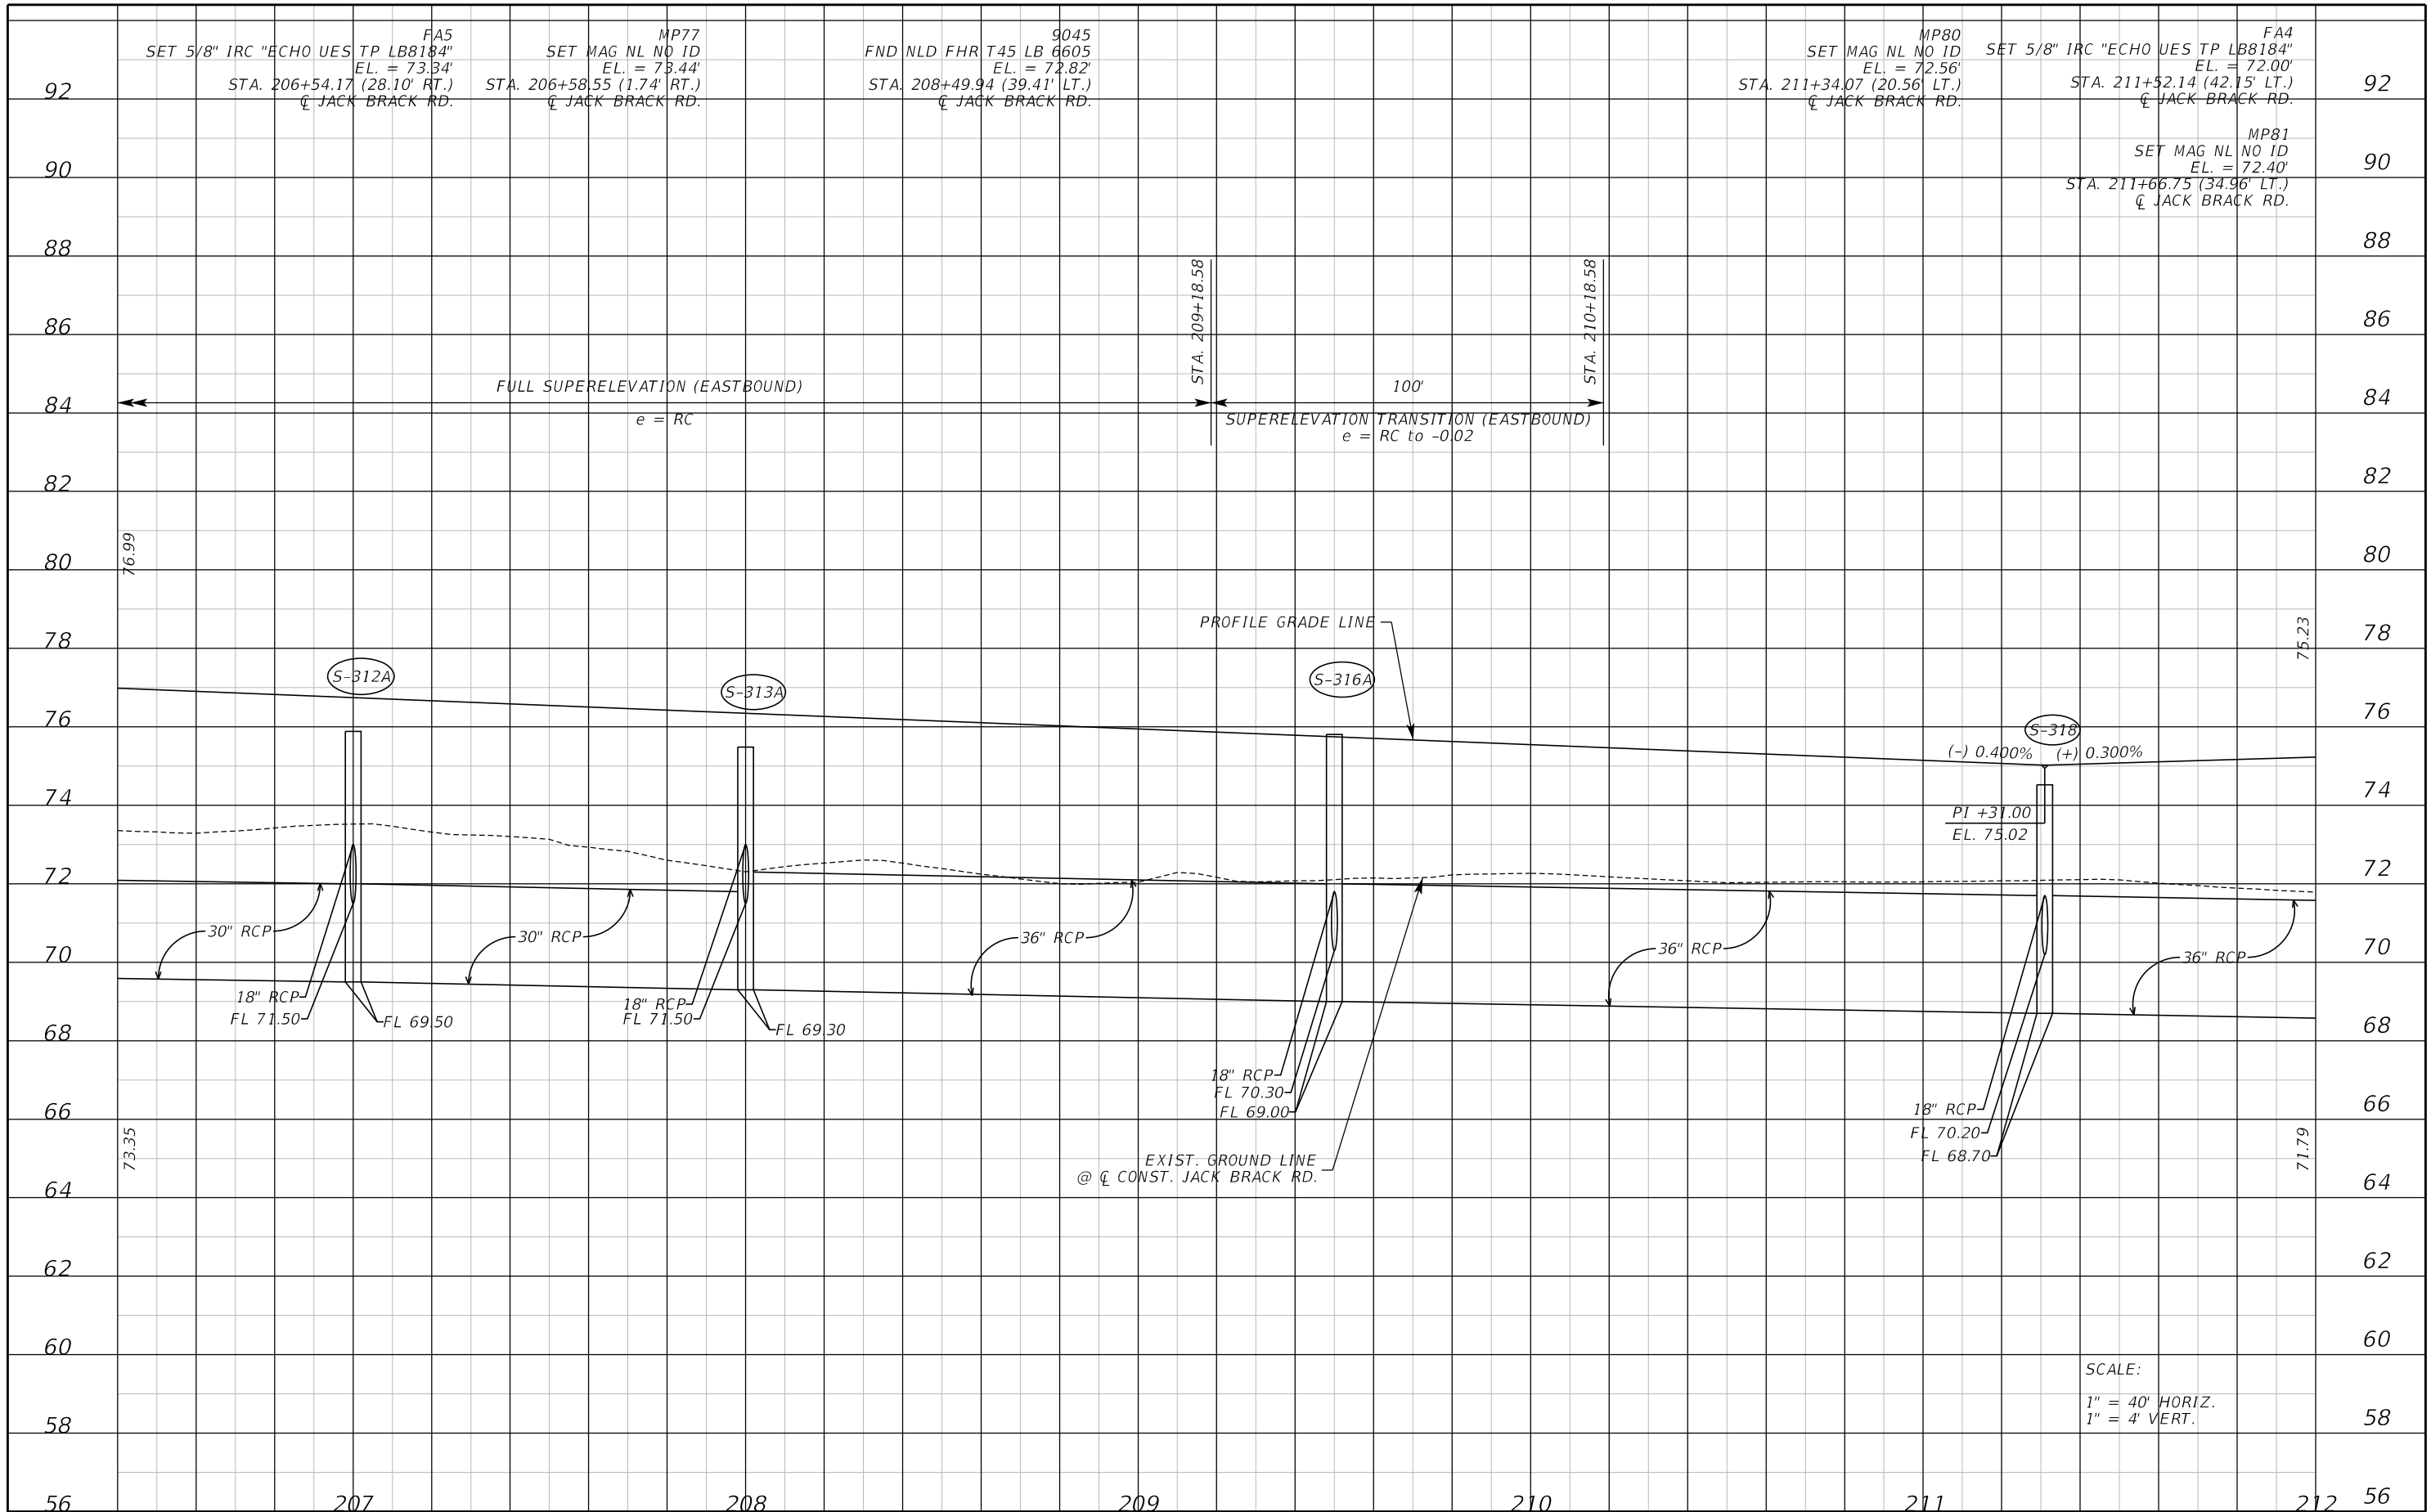 FA5
SET 5/8" IRC "ECHO UES TP LB8184"
EL. = 73.34'
STA. 206+54.17 (28.10' RT.)
℄ JACK BRACK RD.
MP77
SET MAG NL NO ID
EL. = 73.44'
STA. 206+58.55 (1.74' RT.)
℄ JACK BRACK RD.
9045
FND NLD FHR T45 LB 6605
EL. = 72.82'
STA. 208+49.94 (39.41' LT.)
℄ JACK BRACK RD.
MP80
SET MAG NL NO ID
EL. = 72.56'
STA. 211+34.07 (20.56' LT.)
℄ JACK BRACK RD.
FA4
SET 5/8" IRC "ECHO UES TP LB8184"
EL. = 72.00'
STA. 211+52.14 (42.15' LT.)
℄ JACK BRACK RD.
MP81
SET MAG NL NO ID
EL. = 72.40'
STA. 211+66.75 (34.96' LT.)
℄ JACK BRACK RD.
92 92
90 90
88 88
86 86
84 84
82 82
80 80
78 78
76 76
74 74
72 72
70 70
68 68
66 66
64 64
62 62
60 60
58 58
56 56
STA. 209+18.58
STA. 210+18.58
FULL SUPERELEVATION (EASTBOUND)
e = RC
100'
SUPERELEVATION TRANSITION (EASTBOUND)
e = RC to -0.02
76.99
75.23
PROFILE GRADE LINE
S-312A
S-313A
S-316A
S-318
(-) 0.400%
(+) 0.300%
PI +31.00
EL. 75.02
30" RCP
30" RCP
36" RCP
36" RCP
36" RCP
18" RCP
FL 71.50
FL 69.50
18" RCP
FL 71.50
FL 69.30
18" RCP
FL 70.30
FL 69.00
18" RCP
FL 70.20
FL 68.70
73.35
71.79
EXIST. GROUND LINE
@ ℄ CONST. JACK BRACK RD.
SCALE:
1" = 40' HORIZ.
1" = 4' VERT.
207 208 209 210 211 212